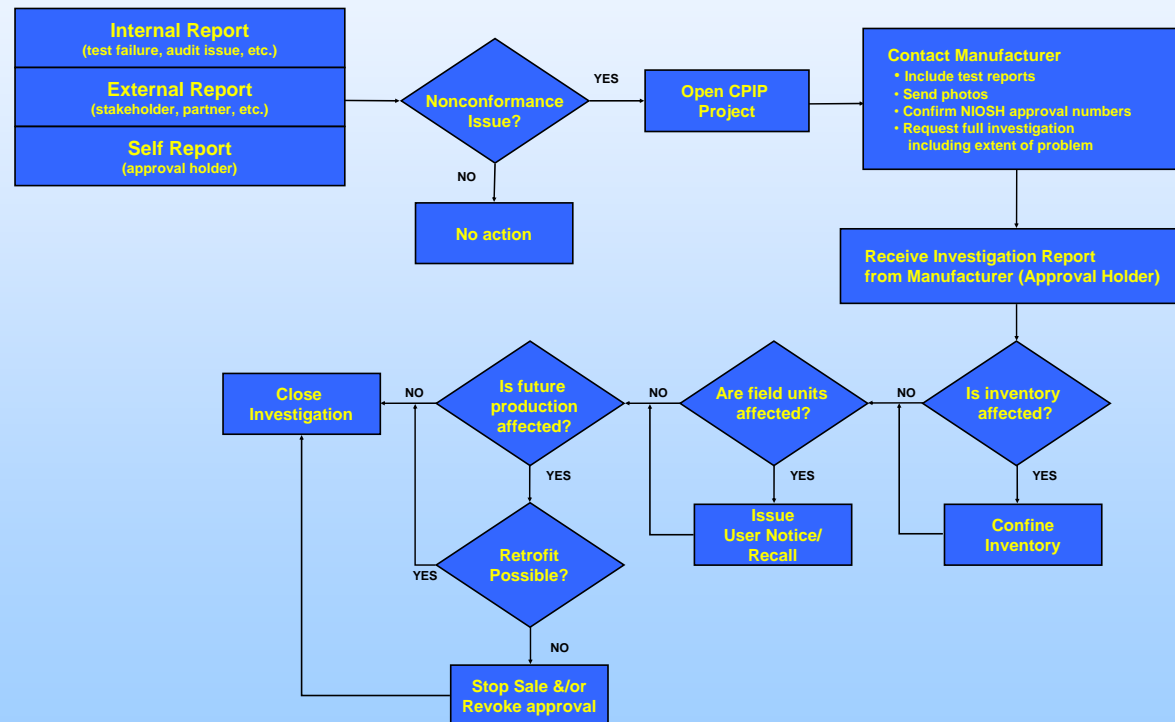 Internal Report
(test failure, audit issue, etc.)
External Report
(stakeholder, partner, etc.)
Self Report
(approval holder)
Nonconformance
Issue?
YES
Open CPIP
Project
Contact Manufacturer
• Include test reports
• Send photos
• Confirm NIOSH approval numbers
• Request full investigation
including extent of problem
NO
No action
Receive Investigation Report
from Manufacturer (Approval Holder)
Is inventory
affected?
NO
YES
Confine
Inventory
Are field units
affected?
NO
YES
Issue
User Notice/
Recall
Is future
production
affected?
NO
YES
Close
Investigation
Retrofit
Possible?
YES
NO
Stop Sale &/or
Revoke approval